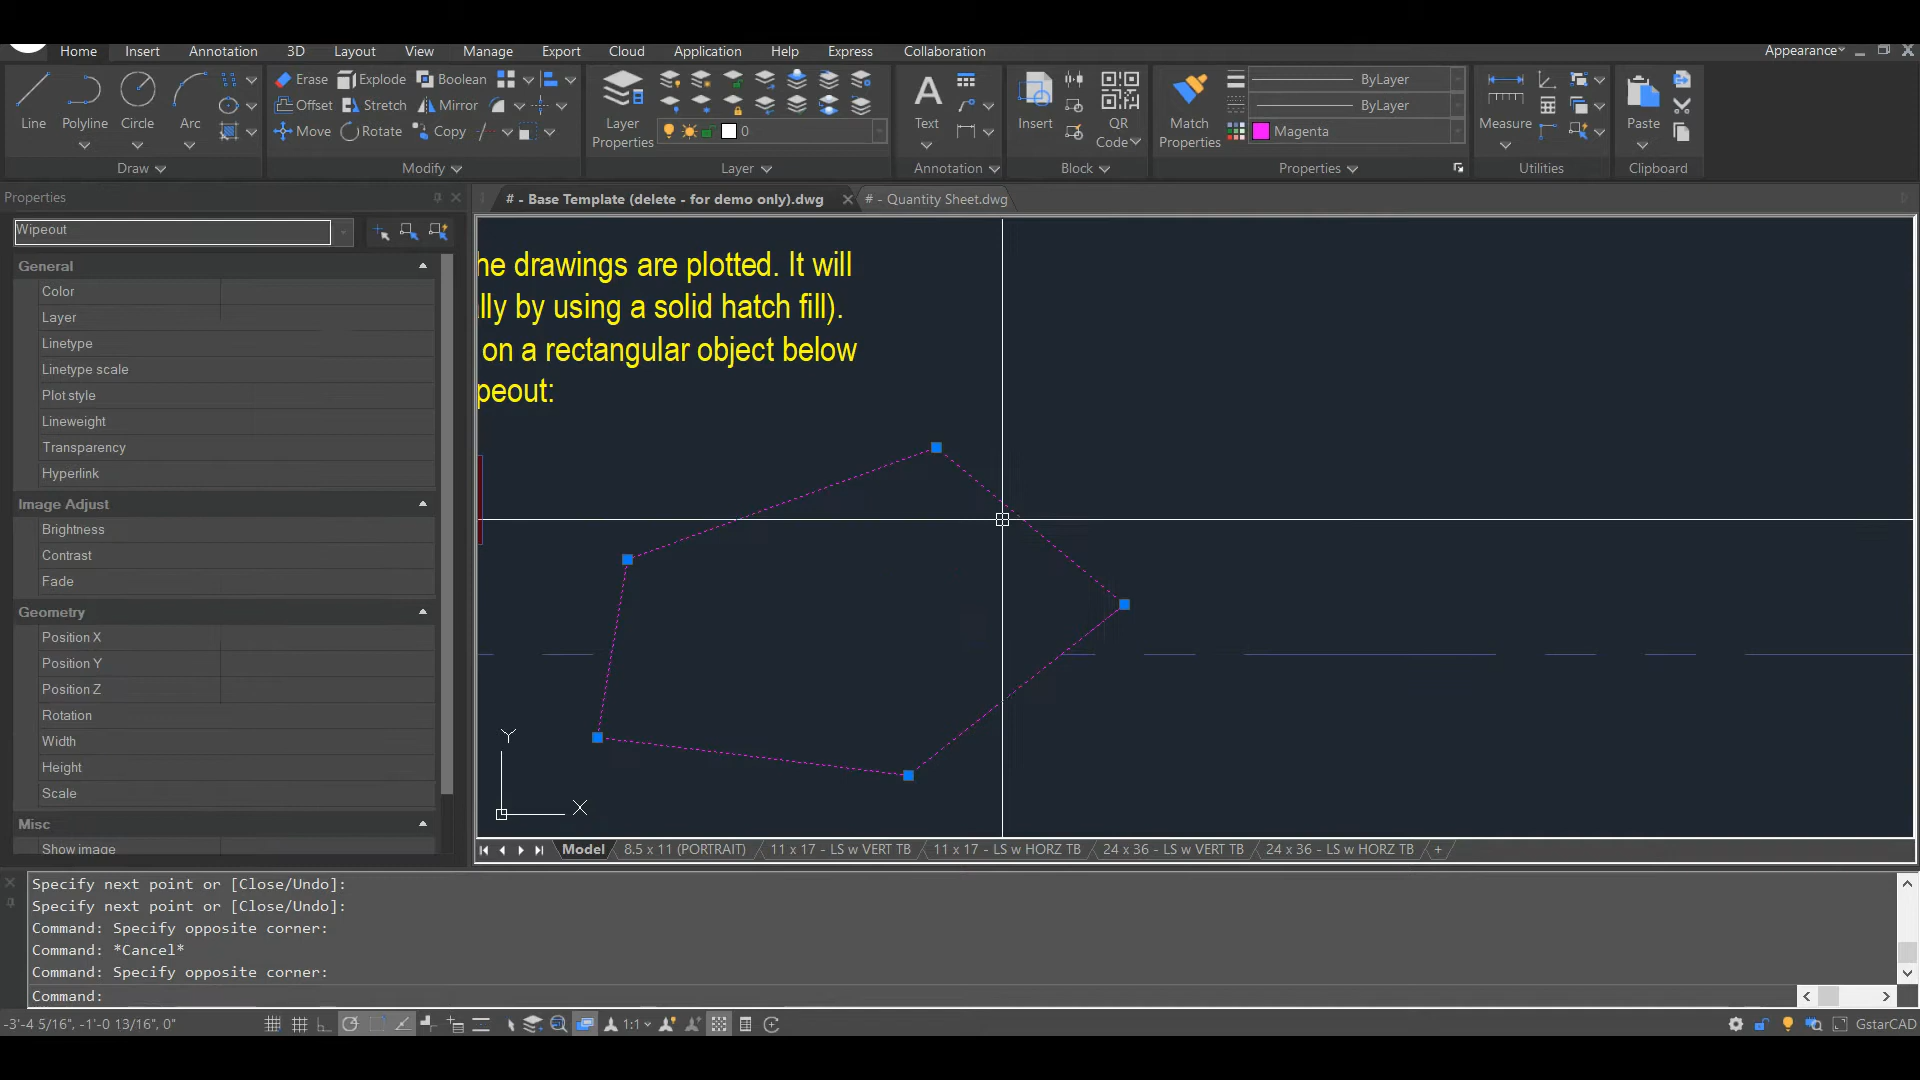 Home Insert Annotation 3D Layout View Manage Export Cloud Application Help Express Collaboration Appearance
Line Polyline Circle Arc
Draw
Erase Explode Boolean
Offset Stretch Mirror
Move Rotate Copy
Modify
Layer Properties
0
Layer
Text
Annotation
Insert
QR Code
Block
Match Properties
ByLayer
ByLayer
Magenta
Properties
Measure
Utilities
Paste
Clipboard
Properties
# - Base Template (delete - for demo only).dwg
# - Quantity Sheet.dwg
Wipeout
General
Color
Layer
Linetype
Linetype scale
Plot style
Lineweight
Transparency
Hyperlink
Image Adjust
Brightness
Contrast
Fade
Geometry
Position X
Position Y
Position Z
Rotation
Width
Height
Scale
Misc
Show image
he drawings are plotted. It will
lly by using a solid hatch fill).
on a rectangular object below
peout:
Y
X
Model 8.5 x 11 (PORTRAIT) 11 x 17 - LS w VERT TB 11 x 17 - LS w HORZ TB 24 x 36 - LS w VERT TB 24 x 36 - LS w HORZ TB +
Specify next point or [Close/Undo]:
Specify next point or [Close/Undo]:
Command: Specify opposite corner:
Command: *Cancel*
Command: Specify opposite corner:
Command:
-3'-4 5/16", -1'-0 13/16", 0"
1:1
GstarCAD